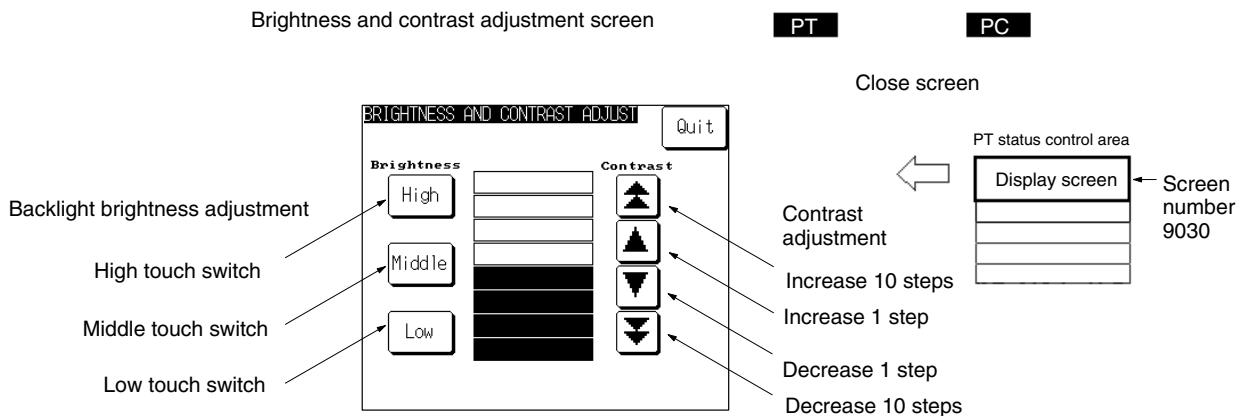 Brightness and contrast adjustment screen
PT
PC
Close screen
BRIGHTNESS AND CONTRAST ADJUST
Quit
Brightness
Contrast
High
Middle
Low
Backlight brightness adjustment
High touch switch
Middle touch switch
Low touch switch
Contrast
adjustment
Increase 10 steps
Increase 1 step
Decrease 1 step
Decrease 10 steps
PT status control area
Display screen
Screen
number
9030